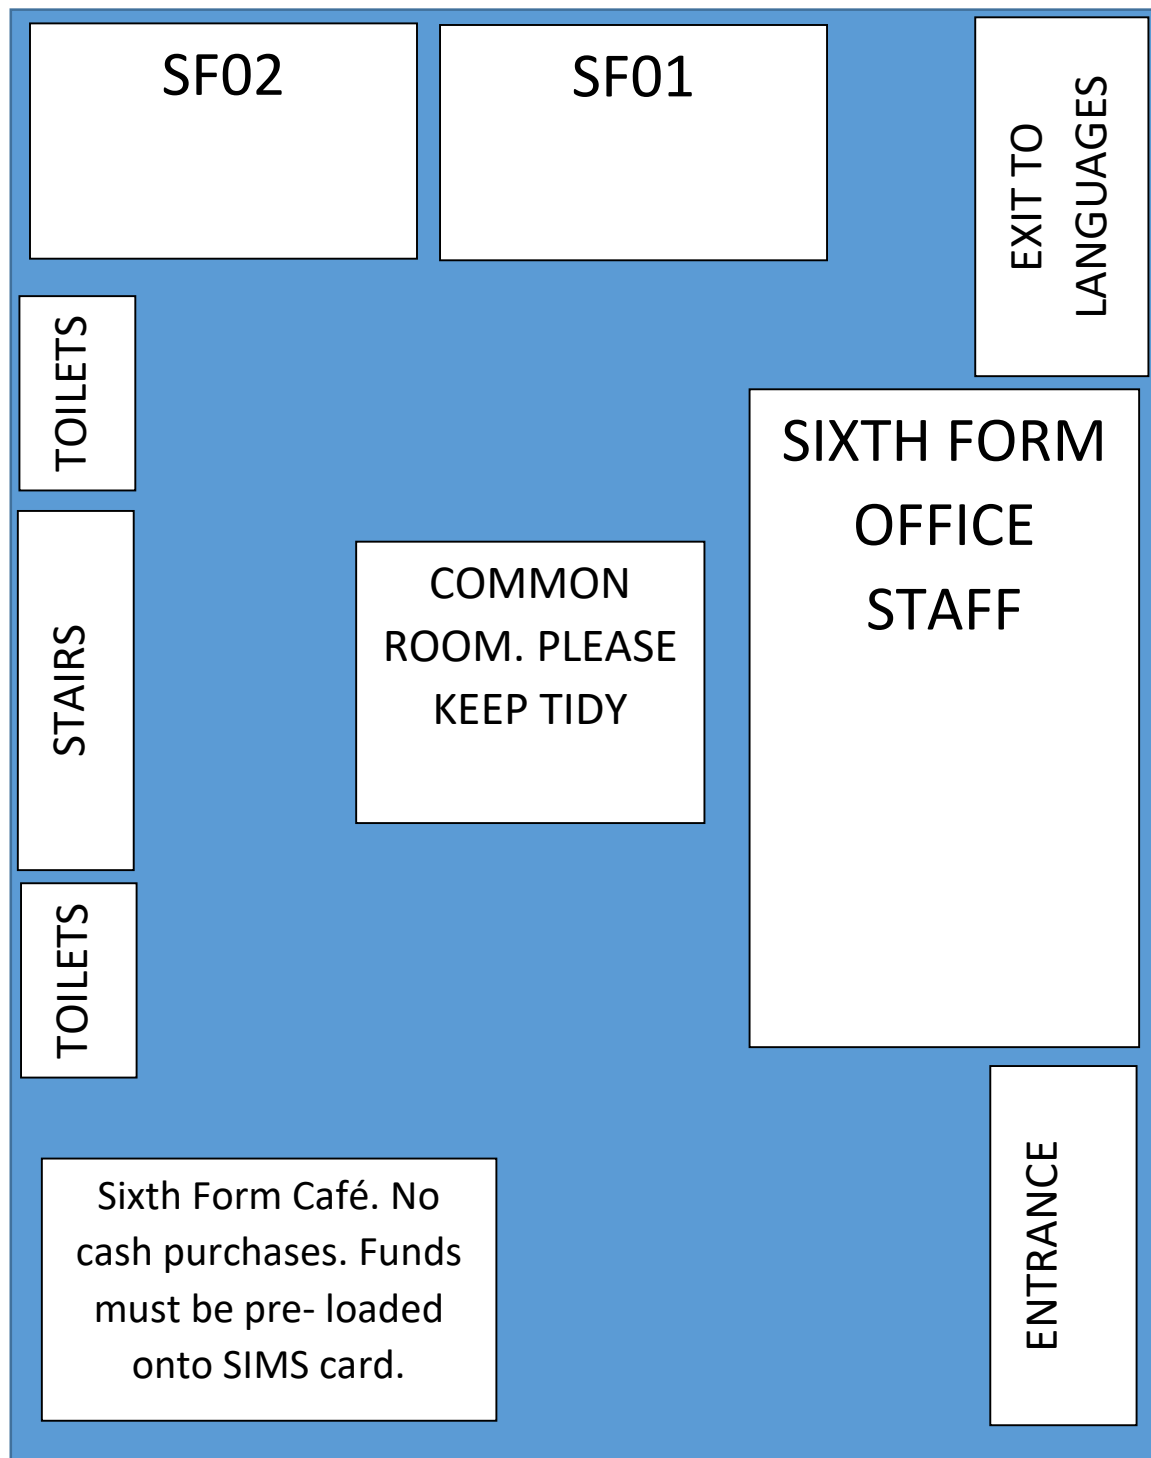 SF02
SF01
EXIT TO
LANGUAGES
TOILETS
SIXTH FORM
OFFICE
STAFF
STAIRS
COMMON
ROOM. PLEASE
KEEP TIDY
TOILETS
Sixth Form Café. No
cash purchases. Funds
must be pre- loaded
onto SIMS card.
ENTRANCE